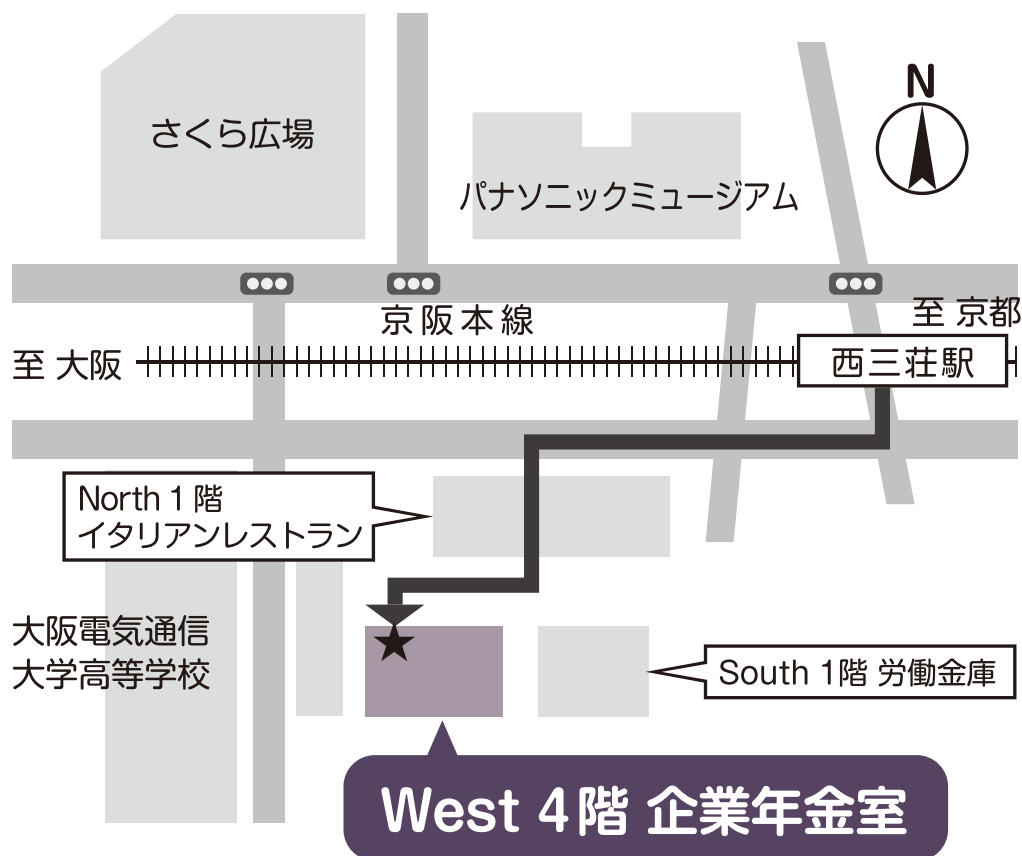 N
さくら広場
パナソニックミュージアム
京阪本線
至 京都
至 大阪
西三荘駅
North 1 階
イタリアンレストラン
大阪電気通信
大学高等学校
South 1階 労働金庫
West 4階 企業年金室